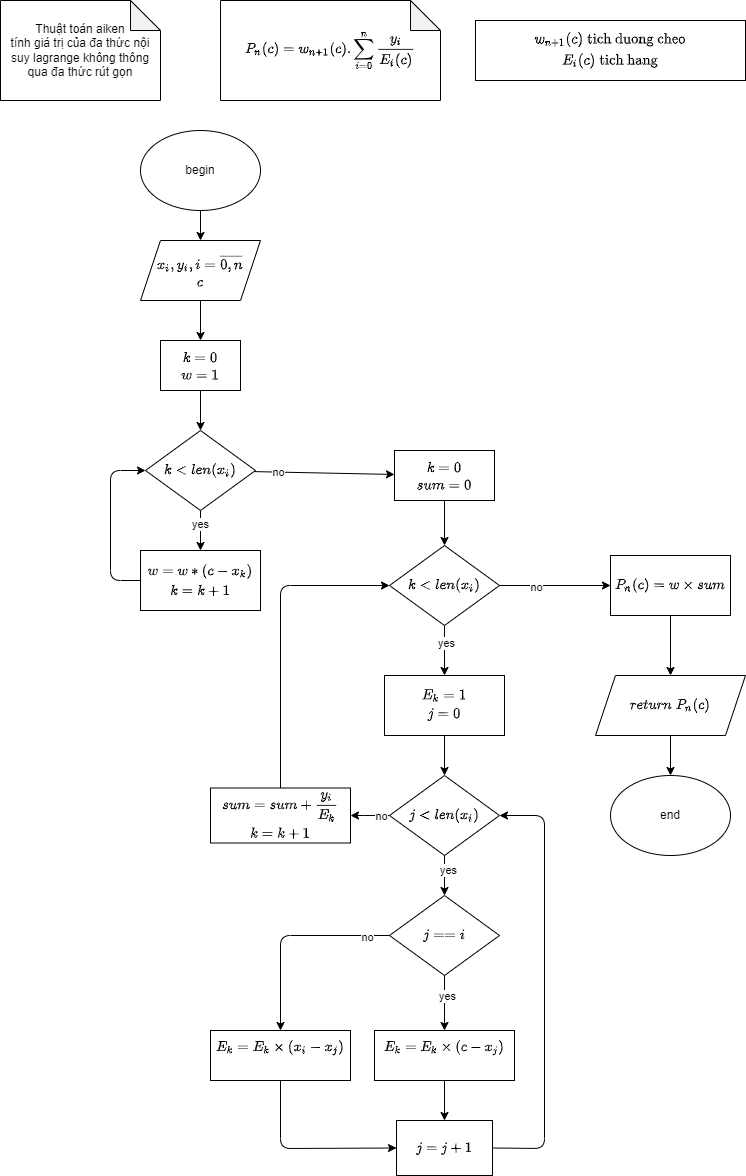 Thuật toán aiken
tính giá trị của đa thức nội
suy lagrange không thông
qua đa thức rút gọn
$P_n(c) = w_{n+1}(c).\sum_{i=0}^{n}\frac{y_i}{E_i(c)}$
$w_{n+1}(c)$ tich duong cheo
$E_i(c)$ tich hang
begin
$x_i, y_i, i = \overline{0,n}$
$c$
$k = 0$
$w = 1$
$k < len(x_i)$
no
yes
$w = w * (c - x_k)$
$k = k + 1$
$k = 0$
$sum = 0$
$k < len(x_i)$
no
$P_n(c) = w \times sum$
yes
$E_k = 1$
$j = 0$
$return\ P_n(c)$
$sum = sum + \frac{y_i}{E_k}$
$k = k + 1$
no
$j < len(x_i)$
end
yes
$j == i$
no
yes
$E_k = E_k \times (x_i - x_j)$
$E_k = E_k \times (c - x_j)$
$j = j + 1$